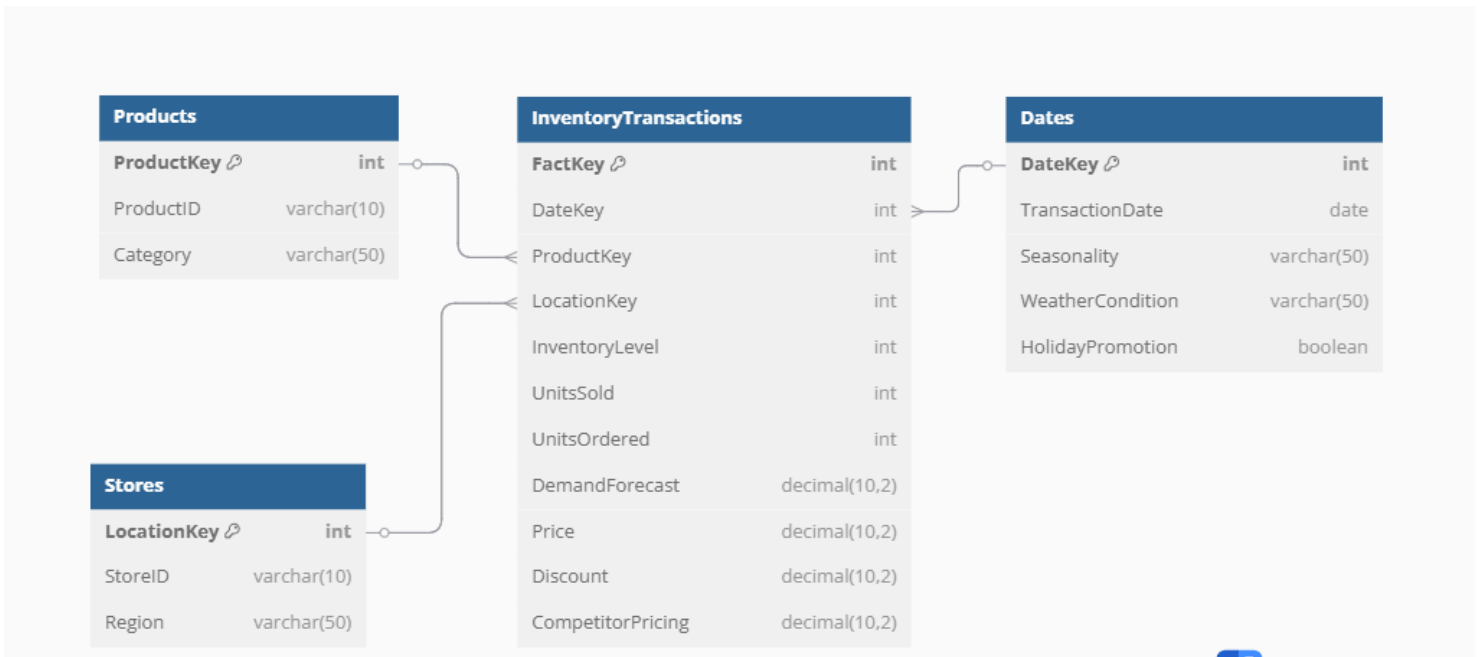 Products
ProductKey int
ProductID varchar(10)
Category varchar(50)
Stores
LocationKey int
StoreID varchar(10)
Region varchar(50)
InventoryTransactions
FactKey int
DateKey int
ProductKey int
LocationKey int
InventoryLevel int
UnitsSold int
UnitsOrdered int
DemandForecast decimal(10,2)
Price decimal(10,2)
Discount decimal(10,2)
CompetitorPricing decimal(10,2)
Dates
DateKey int
TransactionDate date
Seasonality varchar(50)
WeatherCondition varchar(50)
HolidayPromotion boolean